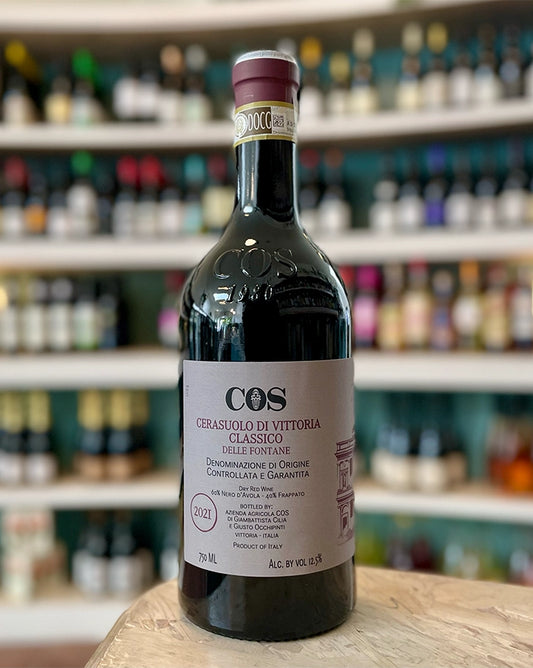 DOCG
COS
1980
COS
CERASUOLO DI VITTORIA
CLASSICO
DELLE FONTANE
DENOMINAZIONE DI ORIGINE
CONTROLLATA E GARANTITA
DRY RED WINE
60% NERO D'AVOLA - 40% FRAPPATO
2021
BOTTLED BY:
AZIENDA AGRICOLA COS
DI GIAMBATTISTA CILIA
E GIUSTO OCCHIPINTI
VITTORIA - ITALIA
PRODUCT OF ITALY
750 ML
ALC. BY VOL 12,5%